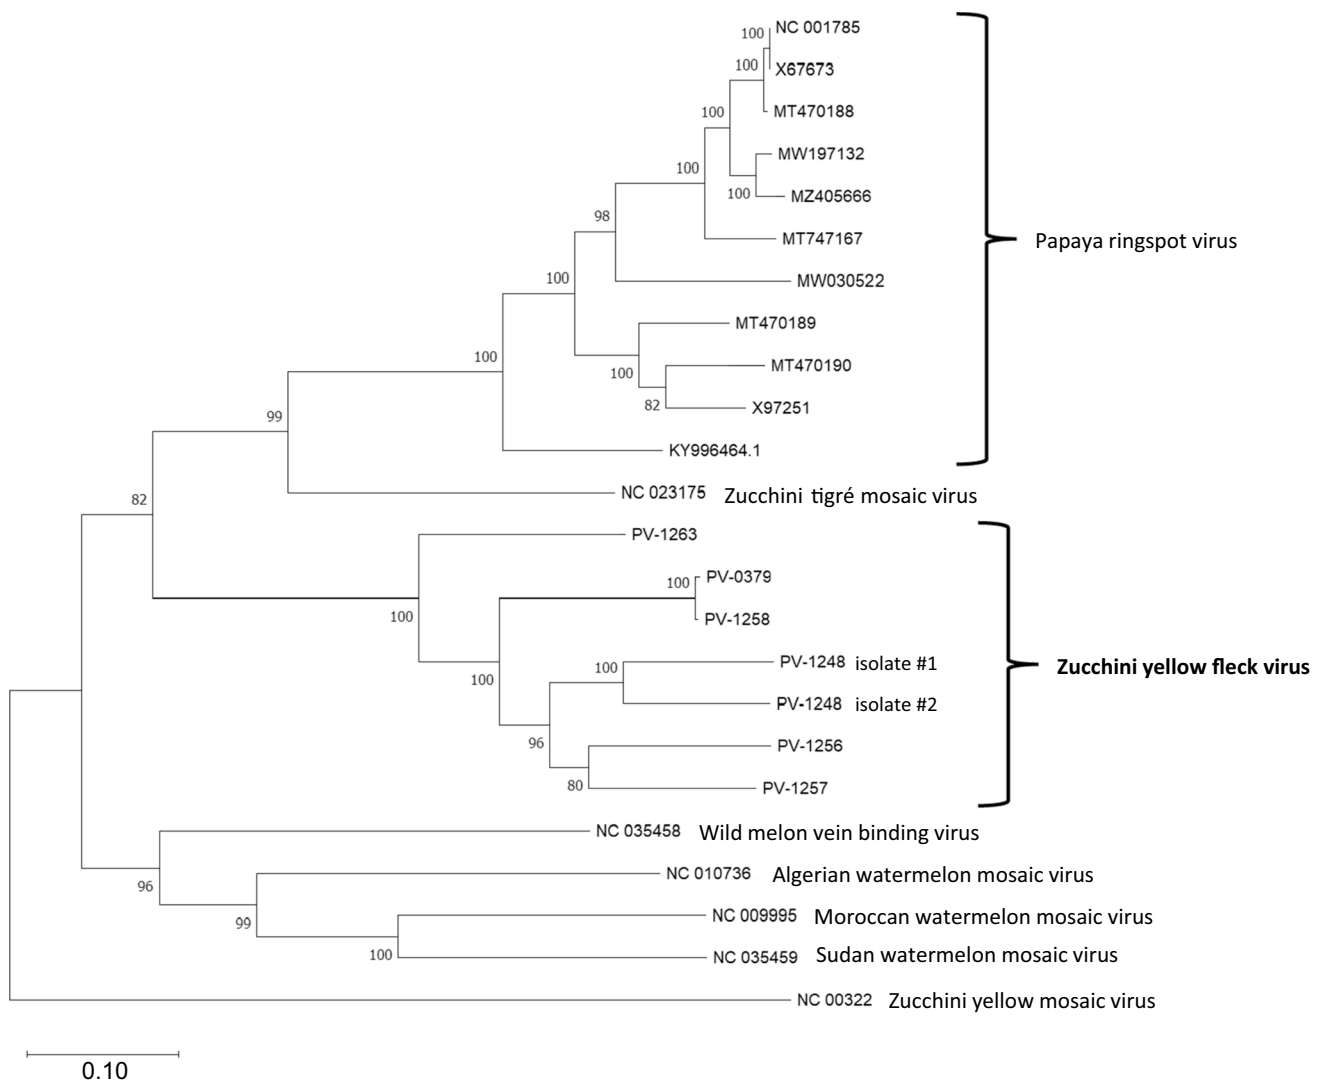 NC 001785
100
X67673
100
MT470188
100
MW197132
100
MZ405666
100
MT747167
98
MW030522
100
MT470189
100
MT470190
100
X97251
82
KY996464.1
99
NC 023175 Zucchini tigré mosaic virus
82
Papaya ringspot virus
PV-1263
100
PV-0379
100
PV-1258
100
PV-1248 isolate #1
100
PV-1248 isolate #2
96
PV-1256
80
PV-1257
Zucchini yellow fleck virus
NC 035458 Wild melon vein binding virus
96
NC 010736 Algerian watermelon mosaic virus
99
NC 009995 Moroccan watermelon mosaic virus
100
NC 035459 Sudan watermelon mosaic virus
NC 00322 Zucchini yellow mosaic virus
0.10